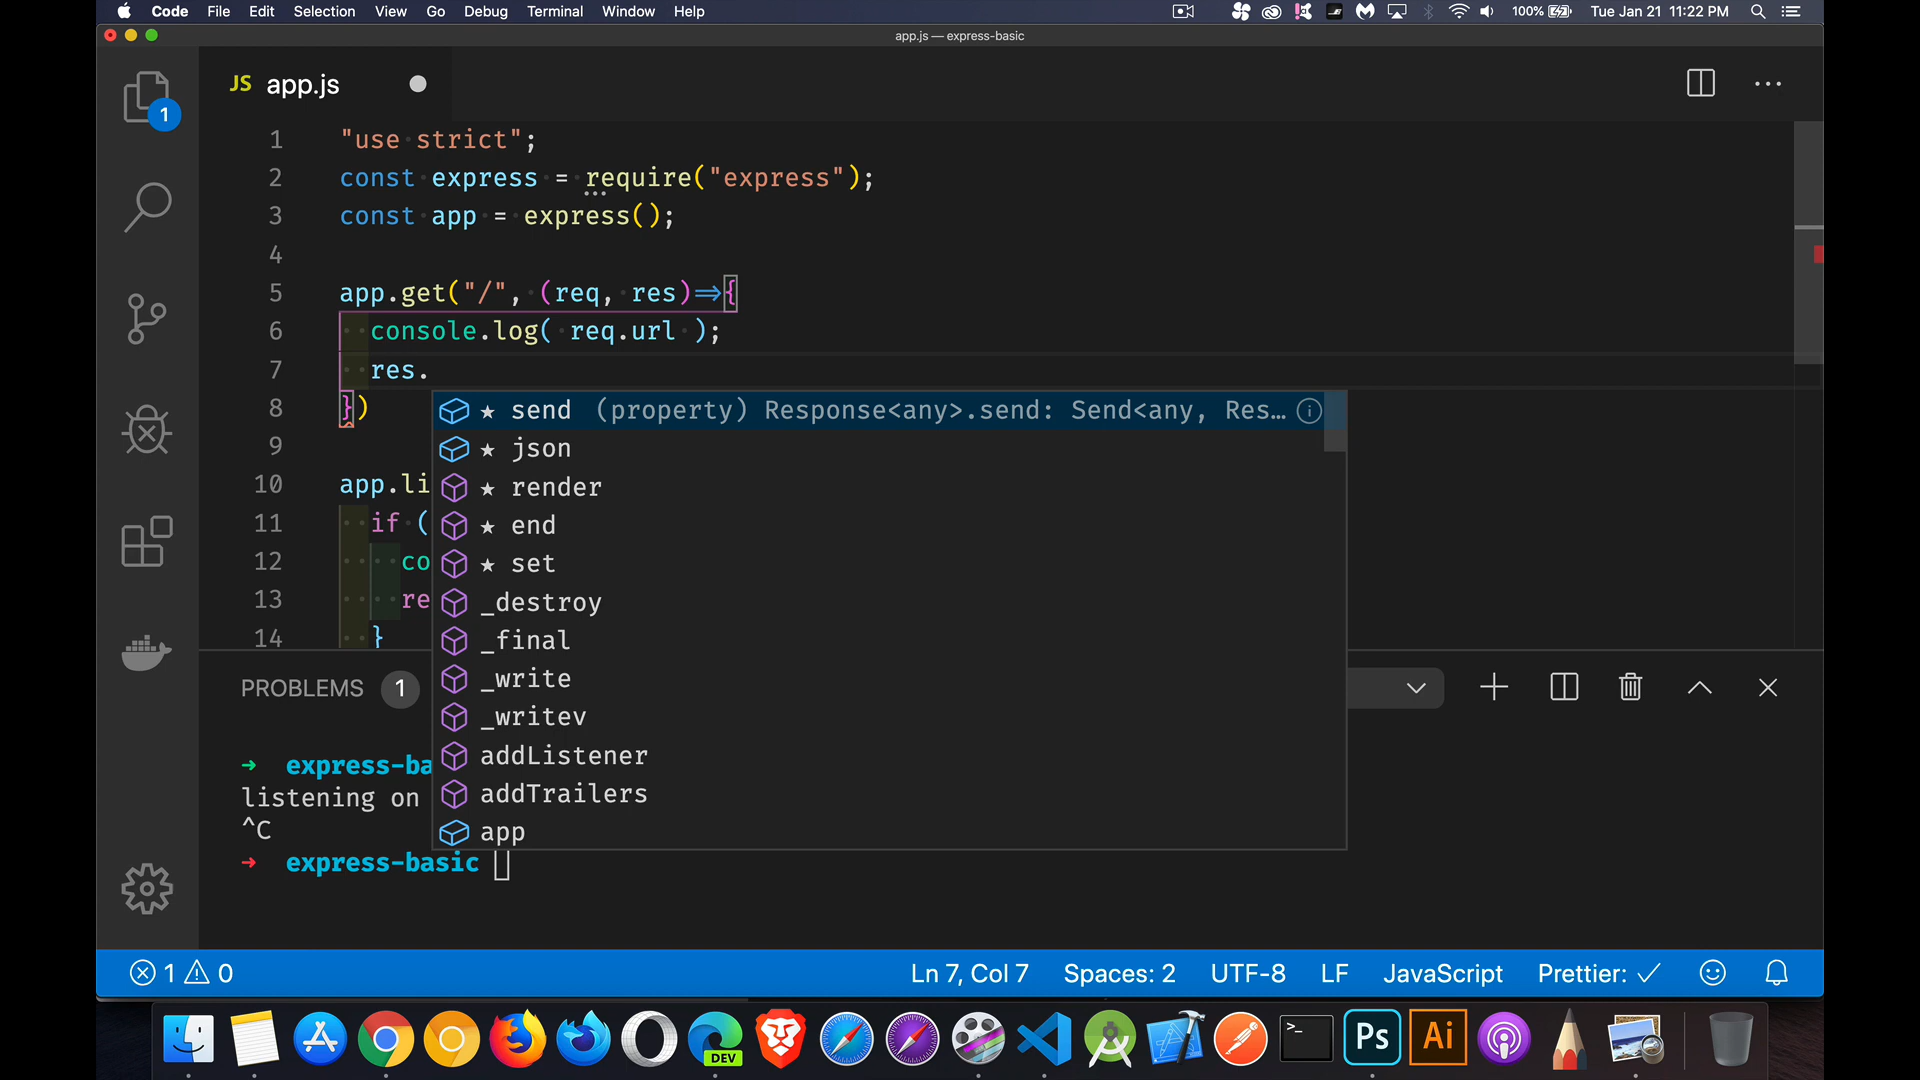 Code File Edit Selection View Go Debug Terminal Window Help 100% Tue Jan 21 11:22 PM
app.js — express-basic
JS app.js
1
1 "use strict";
2 const express = require("express");
3 const app = express();
4
5 app.get("/", (req, res)=>{
6 console.log( req.url );
7 res.
8 })
9
10 app.li
11 if (
12 co
13 re
14 }
★ send (property) Response<any>.send: Send<any, Res…
★ json
★ render
★ end
★ set
_destroy
_final
_write
_writev
addListener
addTrailers
app
PROBLEMS 1
➜ express-ba
listening on
^C
➜ express-basic
1 0 Ln 7, Col 7 Spaces: 2 UTF-8 LF JavaScript Prettier: ✓
DEV >_ Ps Ai